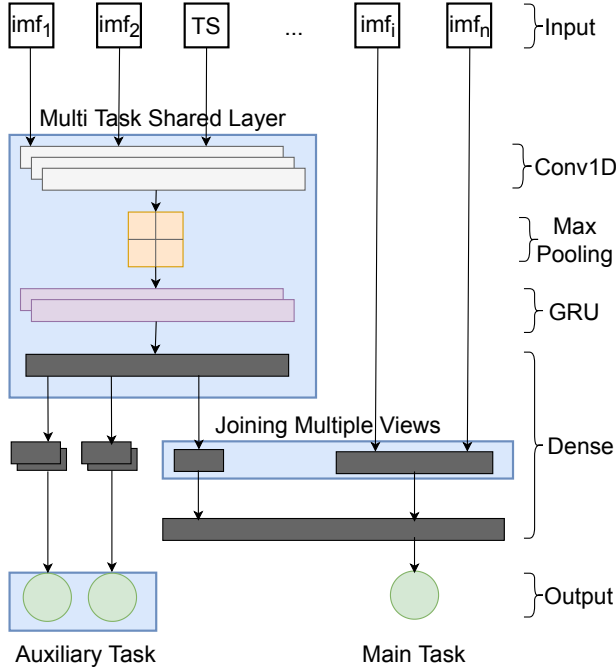 imf1 imf2 TS ... imfi imfn Input
Multi Task Shared Layer
Conv1D
Max
Pooling
GRU
Joining Multiple Views
Dense
Output
Auxiliary Task Main Task